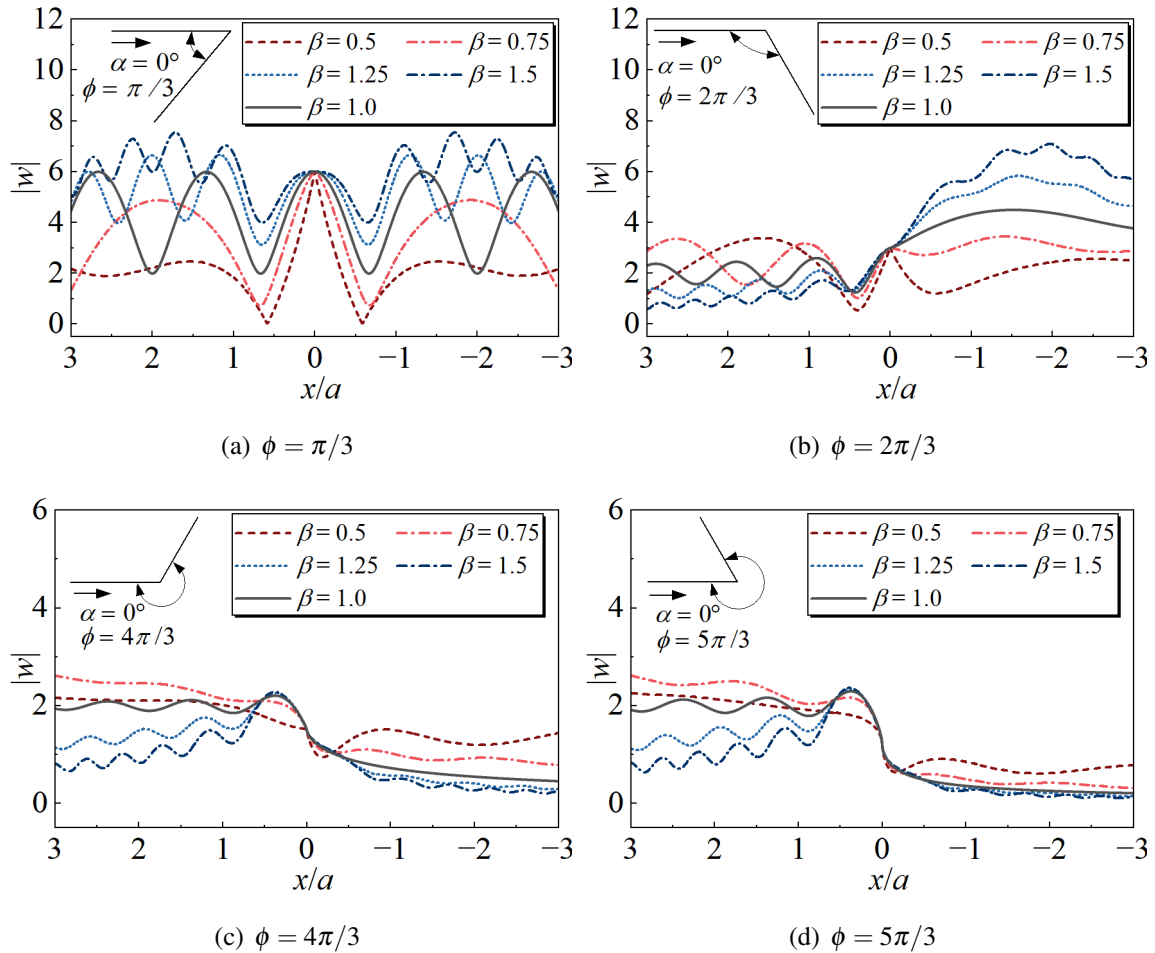 12
10
8
6
4
2
0
|w|
α = 0°
ϕ = π /3
β = 0.5 β = 0.75
β = 1.25 β = 1.5
β = 1.0
3 2 1 0 −1 −2 −3
x/a
(a) ϕ = π/3
12
10
8
6
4
2
0
|w|
α = 0°
ϕ = 2π /3
β = 0.5 β = 0.75
β = 1.25 β = 1.5
β = 1.0
3 2 1 0 −1 −2 −3
x/a
(b) ϕ = 2π/3
6
4
2
0
|w|
α = 0°
ϕ = 4π /3
β = 0.5 β = 0.75
β = 1.25 β = 1.5
β = 1.0
3 2 1 0 −1 −2 −3
x/a
(c) ϕ = 4π/3
6
4
2
0
|w|
α = 0°
ϕ = 5π /3
β = 0.5 β = 0.75
β = 1.25 β = 1.5
β = 1.0
3 2 1 0 −1 −2 −3
x/a
(d) ϕ = 5π/3